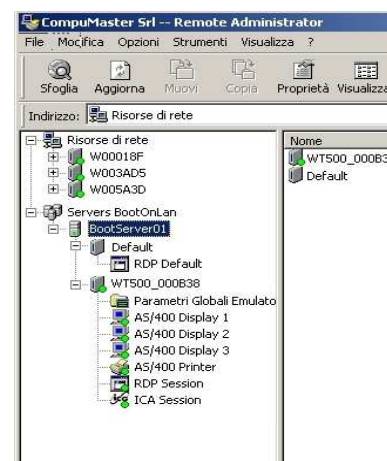 CompuMaster Srl -- Remote Administrator
File Mocifica Opzioni Strumenti Visualizza ?
Sfoglia Aggiorna Muovi Copia Proprietà Visualizza
Indirizzo: Risorse di rete
Risorse di rete
W00018F
W003AD5
W005A3D
Servers BootOnLan
BootServer01
Default
RDP Default
WT500_000B38
Parametri Globali Emulato
AS/400 Display 1
AS/400 Display 2
AS/400 Display 3
AS/400 Printer
RDP Session
ICA Session
Nome
WT500_000B3
Default